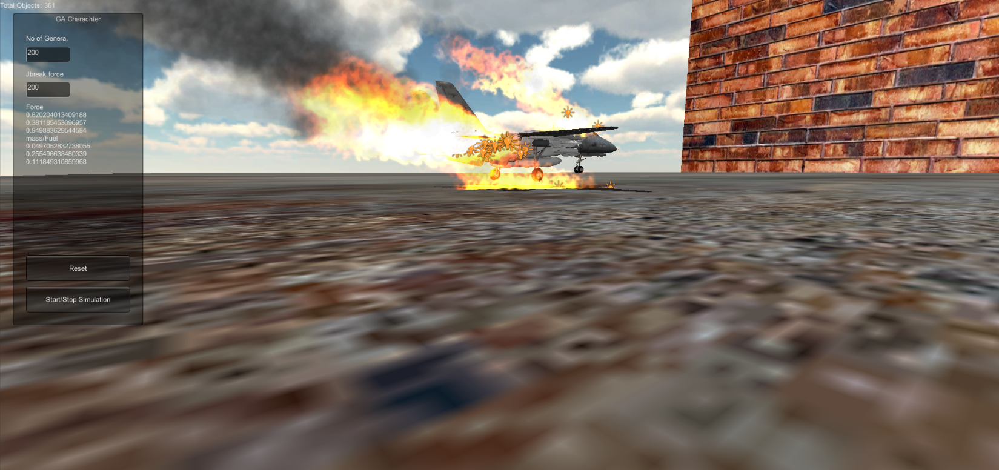 Total Objects: 361
GA Charachter
No of Genera.
200
Jbreak force
200
Force
0.820204013409188
0.381185453096957
0.949883629544584
mass/Fuel
0.0497052832738055
0.255496638480339
0.111849310859968
Reset
Start/Stop Simulation